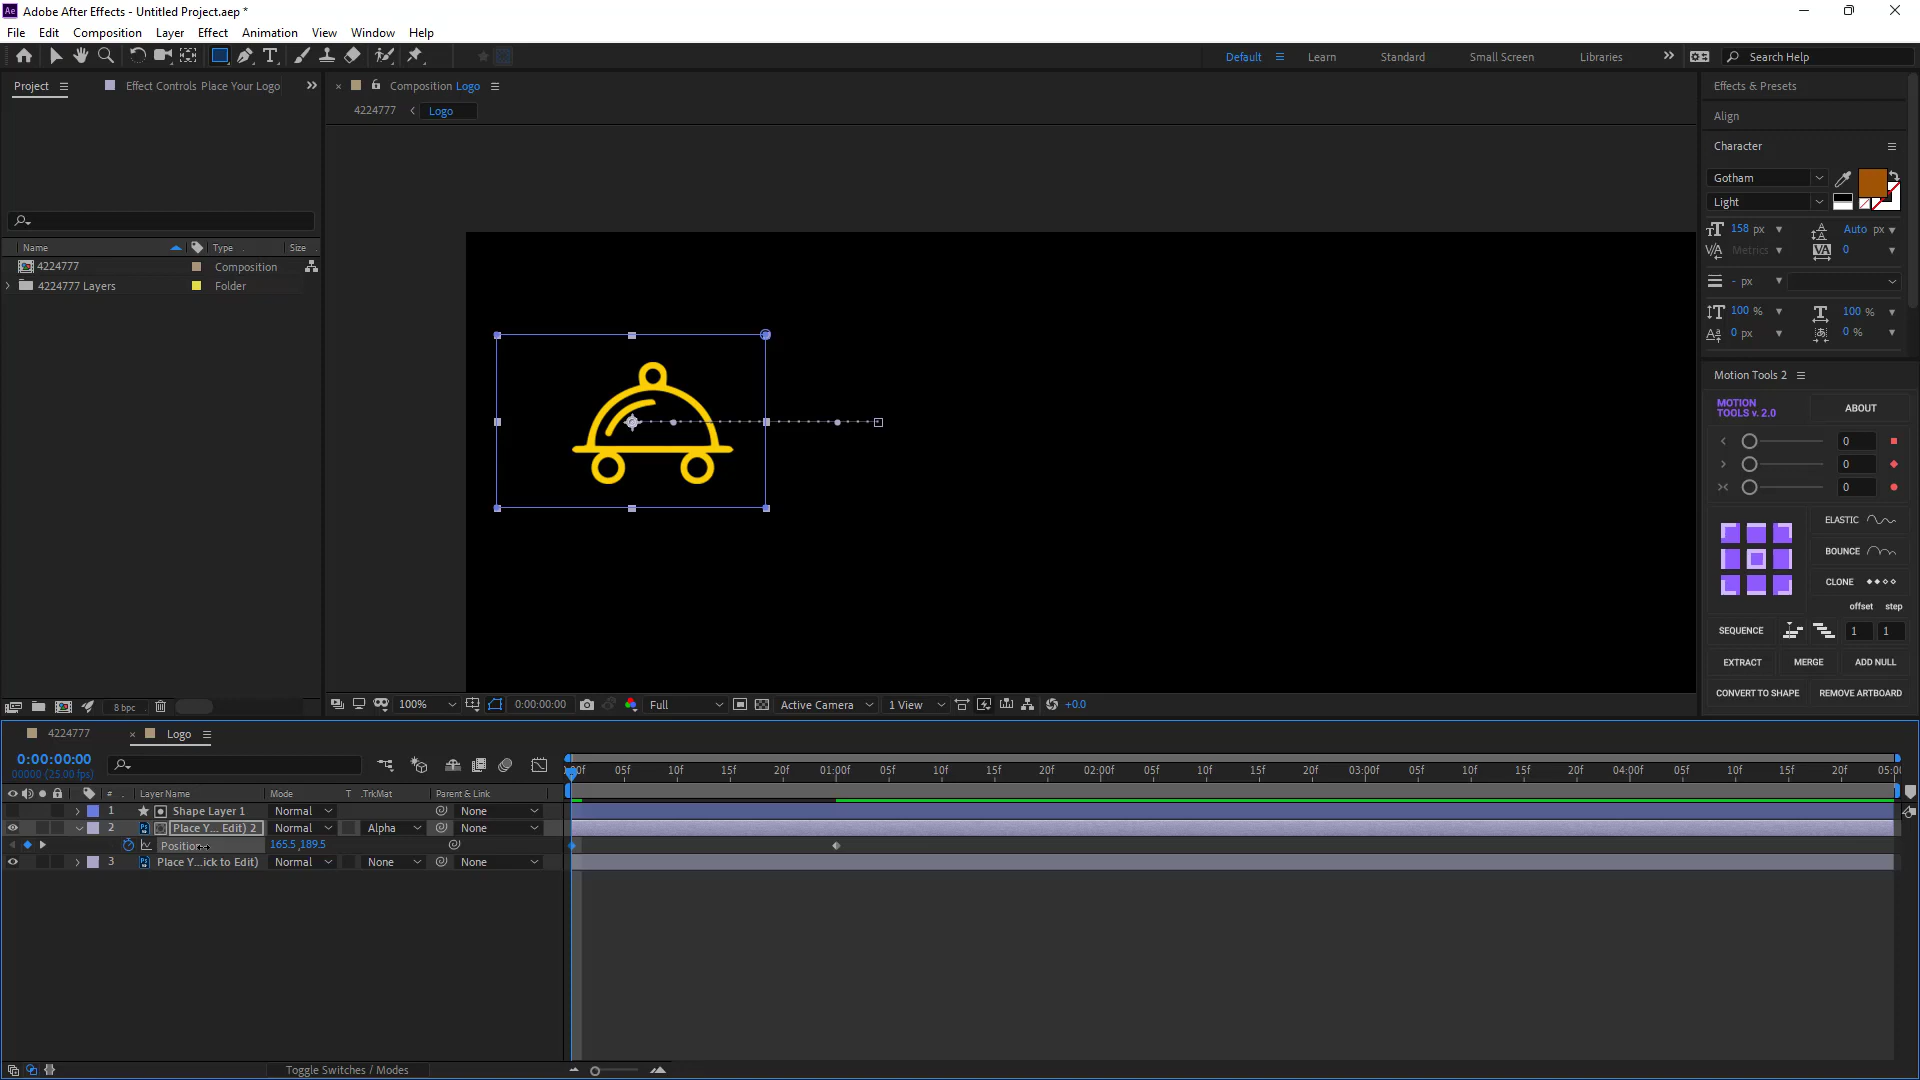 Adobe After Effects - Untitled Project.aep *
File Edit Composition Layer Effect Animation View Window Help
Default Learn Standard Small Screen Libraries Search Help
Project Effect Controls Place Your Logo
Composition Logo
4224777 Logo
Name Type Size
4224777 Composition
4224777 Layers Folder
8 bpc
100% 0:00:00:00 Full Active Camera 1 View +0.0
Effects & Presets
Align
Character
Gotham
Light
158 px Auto px
Metrics 0
- px
100 % 100 %
0 px 0 %
Motion Tools 2
MOTION
TOOLS v. 2.0
ABOUT
0
0
0
ELASTIC
BOUNCE
CLONE
offset step
SEQUENCE 1 1
EXTRACT MERGE ADD NULL
CONVERT TO SHAPE REMOVE ARTBOARD
4224777 Logo
0:00:00:00
00000 (25.00 fps)
05f 10f 15f 20f 01:00f 05f 10f 15f 20f 02:00f 05f 10f 15f 20f 03:00f 05f 10f 15f 20f 04:00f 05f 10f 15f 20f
# Layer Name Mode T .TrkMat Parent & Link
1 Shape Layer 1 Normal None
2 Place Y... Edit) 2 Normal Alpha None
Position 165.5,189.5
3 Place Y...ick to Edit) Normal None None
Toggle Switches / Modes